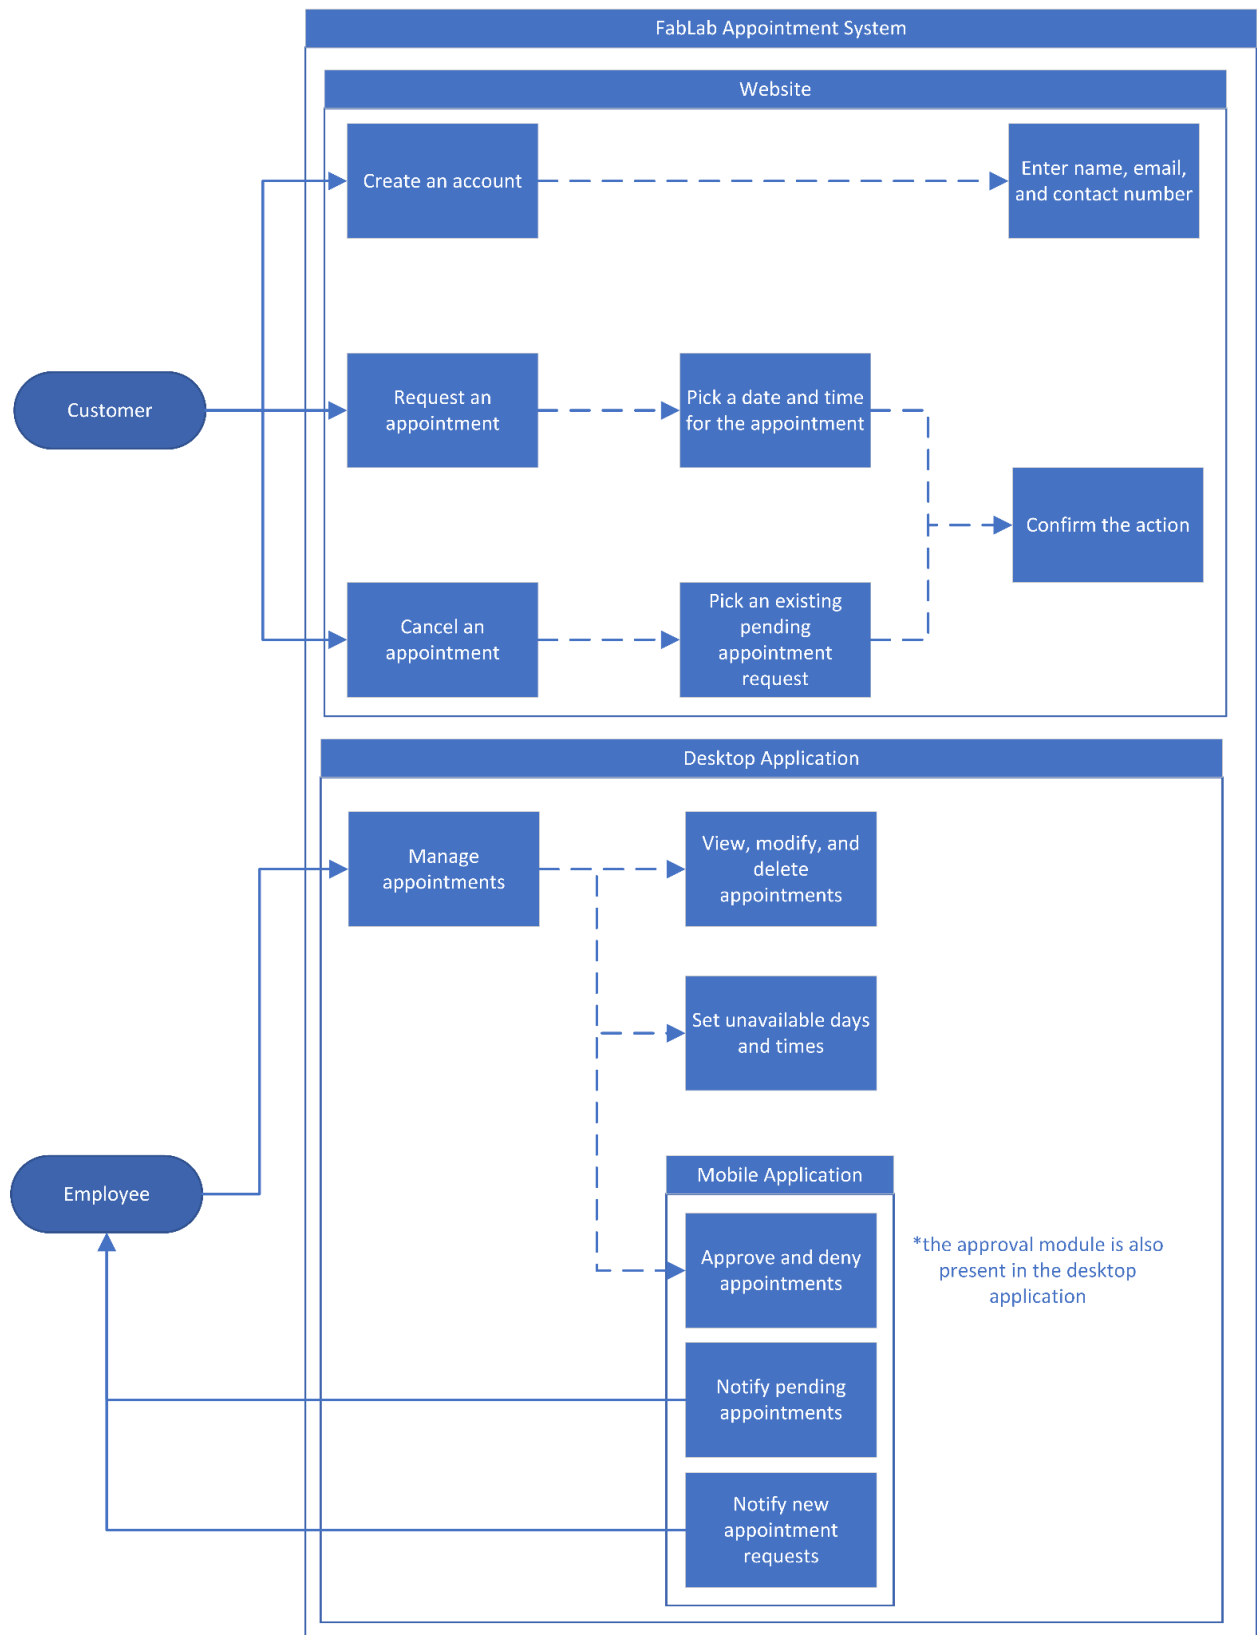 FabLab Appointment System
Website
Create an account
Enter name, email,
and contact number
Customer
Request an
appointment
Pick a date and time
for the appointment
Confirm the action
Cancel an
appointment
Pick an existing
pending
appointment
request
Desktop Application
Manage
appointments
View, modify, and
delete
appointments
Set unavailable days
and times
Employee
Mobile Application
Approve and deny
appointments
*the approval module is also
present in the desktop
application
Notify pending
appointments
Notify new
appointment
requests